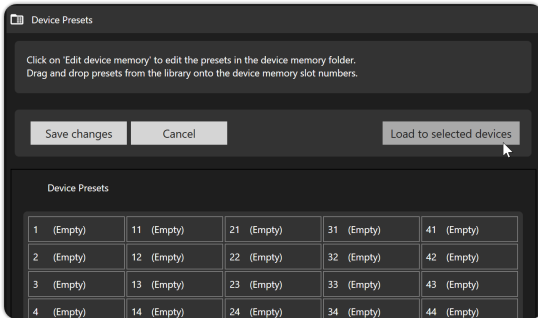 Device Presets
Click on 'Edit device memory' to edit the presets in the device memory folder.
Drag and drop presets from the library onto the device memory slot numbers.
Save changes Cancel Load to selected devices
Device Presets
1 (Empty) 11 (Empty) 21 (Empty) 31 (Empty) 41 (Empty)
2 (Empty) 12 (Empty) 22 (Empty) 32 (Empty) 42 (Empty)
3 (Empty) 13 (Empty) 23 (Empty) 33 (Empty) 43 (Empty)
4 (Empty) 14 (Empty) 24 (Empty) 34 (Empty) 44 (Empty)